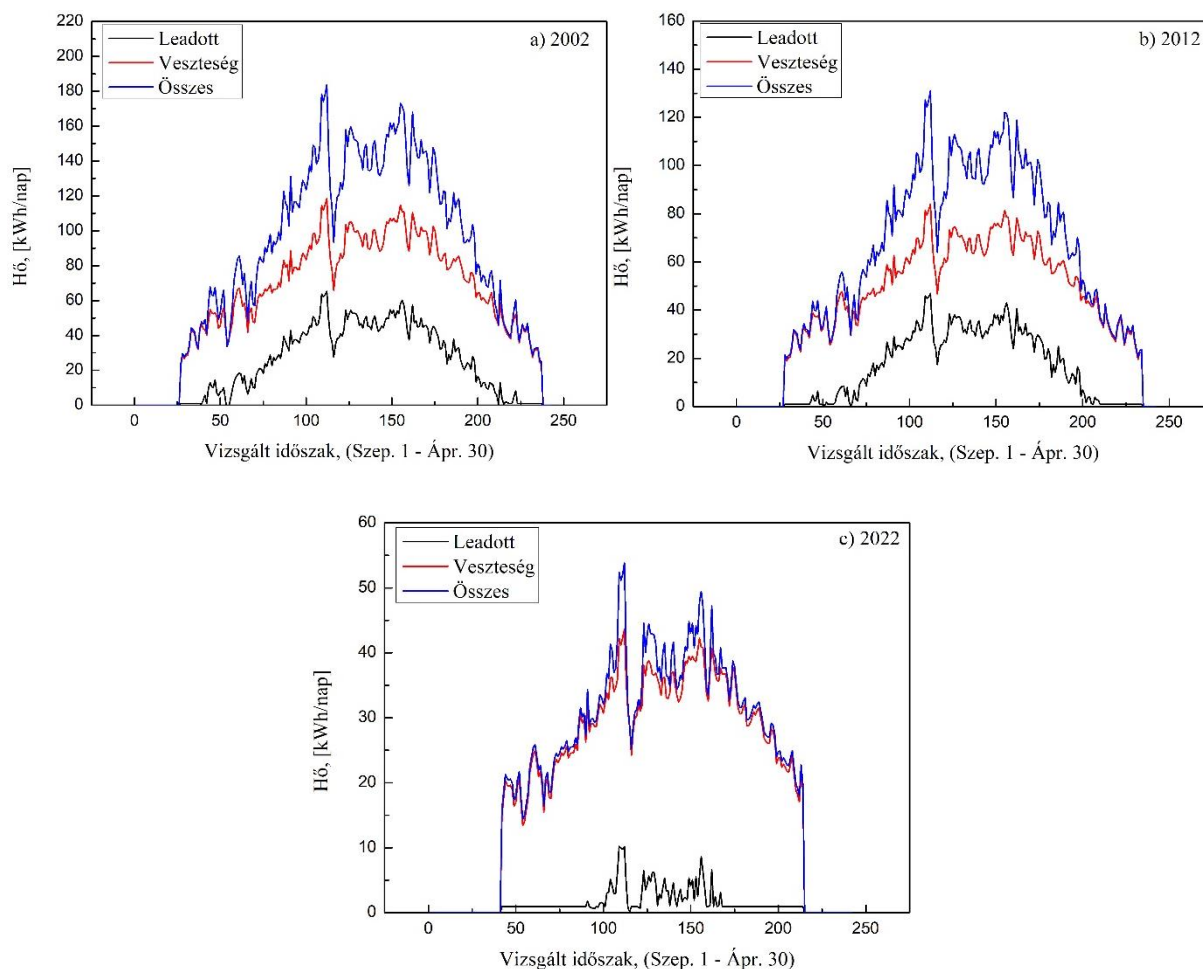 a) 2002
Leadott
Veszteség
Összes
220
200
180
160
140
120
100
80
60
40
20
0
Hő, [kWh/nap]
0 50 100 150 200 250
Vizsgált időszak, (Szep. 1 - Ápr. 30)
b) 2012
Leadott
Veszteség
Összes
160
140
120
100
80
60
40
20
0
Hő, [kWh/nap]
0 50 100 150 200 250
Vizsgált időszak, (Szep. 1 - Ápr. 30)
c) 2022
Leadott
Veszteség
Összes
60
50
40
30
20
10
0
Hő, [kWh/nap]
0 50 100 150 200 250
Vizsgált időszak, (Szep. 1 - Ápr. 30)